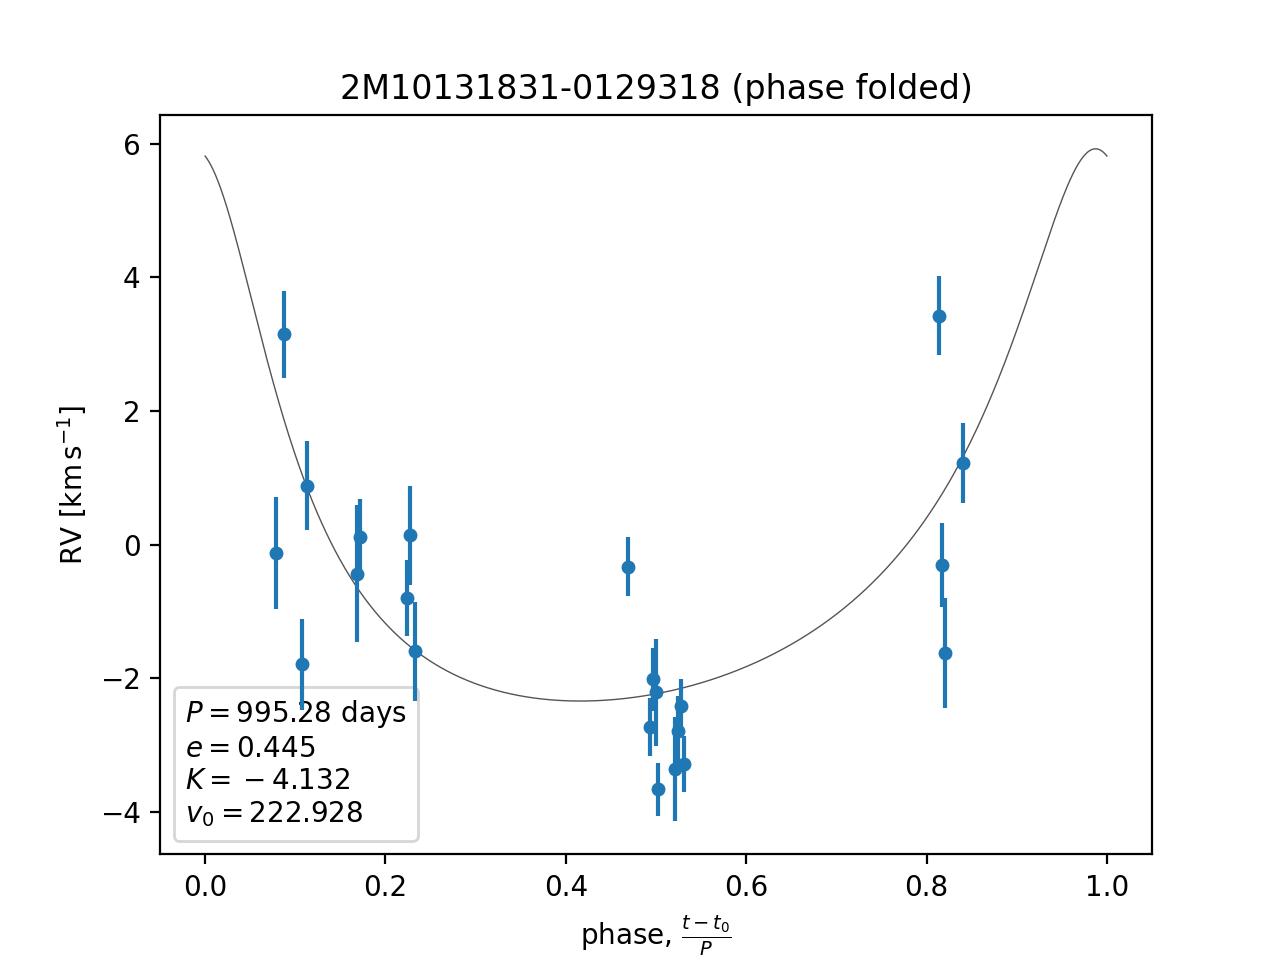 2M10131831-0129318 (phase folded)
6
4
2
0
−2
−4
RV [km s⁻¹]
P = 995.28 days
e = 0.445
K = −4.132
v₀ = 222.928
0.0 0.2 0.4 0.6 0.8 1.0
phase, (t − t₀)/P